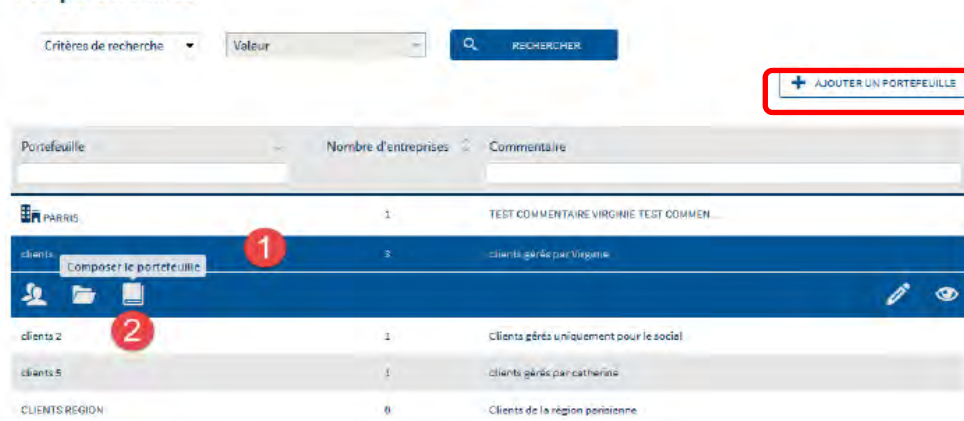 Critères de recherche
Valeur
RECHERCHER
AJOUTER UN PORTEFEUILLE
Portefeuille Nombre d'entreprises Commentaire
PARRIS 1 TEST COMMENTAIRE VIRGINIE TEST COMMEN...
clients 3 clients gérés par Virginie
1
Composer le portefeuille
2
clients 2 1 Clients gérés uniquement pour le social
clients 5 1 clients gérés par catherine
CLIENTS REGION 0 Clients de la région parisienne